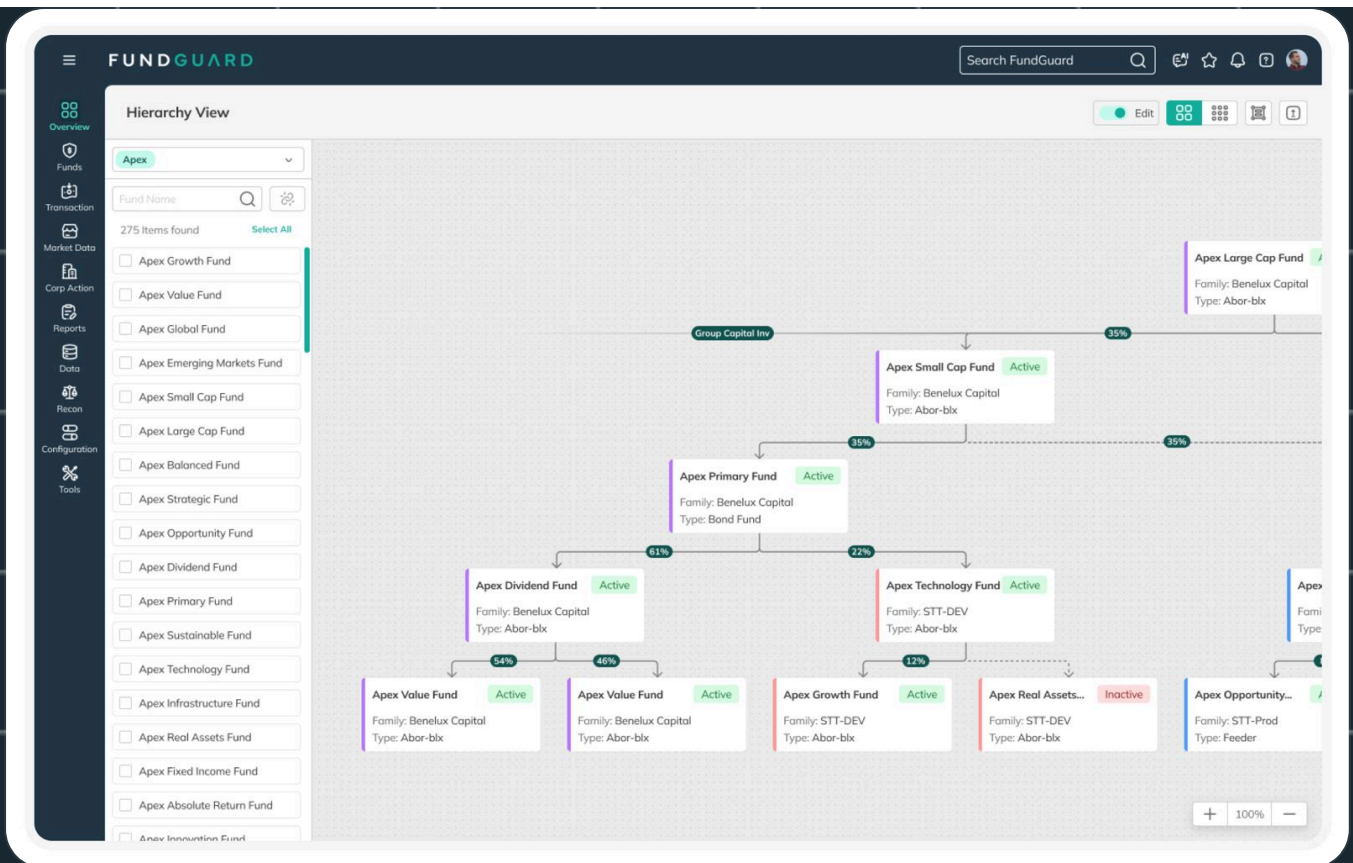 FUNDGUARD
Search FundGuard
Overview
Funds
Transaction
Market Data
Corp Action
Reports
Data
Recon
Configuration
Tools
Hierarchy View
Edit
Apex
Fund Name
275 Items found
Select All
Apex Growth Fund
Apex Value Fund
Apex Global Fund
Apex Emerging Markets Fund
Apex Small Cap Fund
Apex Large Cap Fund
Apex Balanced Fund
Apex Strategic Fund
Apex Opportunity Fund
Apex Dividend Fund
Apex Primary Fund
Apex Sustainable Fund
Apex Technology Fund
Apex Infrastructure Fund
Apex Real Assets Fund
Apex Fixed Income Fund
Apex Absolute Return Fund
Apex Innovation Fund
Apex Large Cap Fund
Family: Benelux Capital
Type: Abor-blx
Group Capital Inv
35%
Apex Small Cap Fund Active
Family: Benelux Capital
Type: Abor-blx
35%
35%
Apex Primary Fund Active
Family: Benelux Capital
Type: Bond Fund
61%
22%
Apex Dividend Fund Active
Family: Benelux Capital
Type: Abor-blx
Apex Technology Fund Active
Family: STT-DEV
Type: Abor-blx
Apex
Type
54%
46%
12%
Apex Value Fund Active
Family: Benelux Capital
Type: Abor-blx
Apex Value Fund Active
Family: Benelux Capital
Type: Abor-blx
Apex Growth Fund Active
Family: STT-DEV
Type: Abor-blx
Apex Real Assets... Inactive
Family: STT-DEV
Type: Abor-blx
Apex Opportunity...
Family: STT-Prod
Type: Feeder
100%